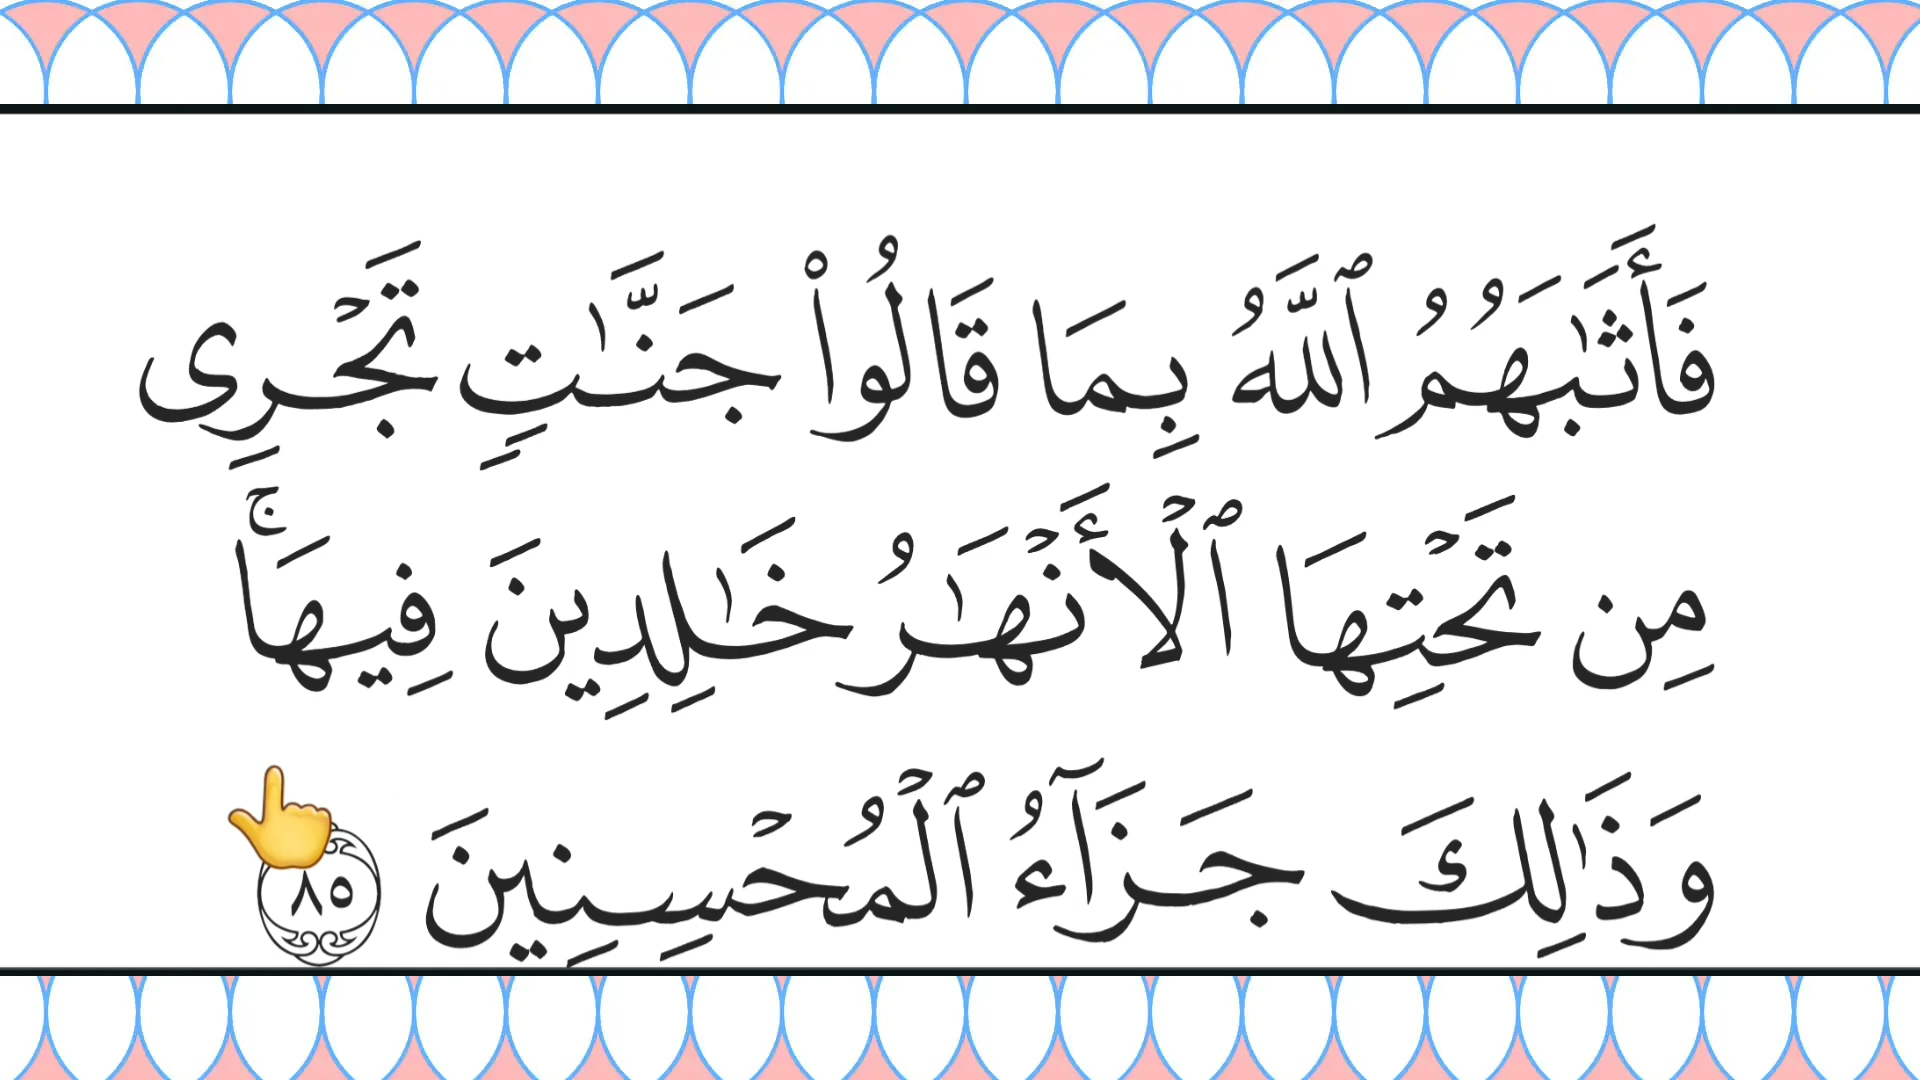 فَأَثَٰبَهُمُ ٱللَّهُ بِمَا قَالُوا۟ جَنَّٰتٍ تَجْرِى
مِن تَحْتِهَا ٱلْأَنْهَٰرُ خَٰلِدِينَ فِيهَا ۚ
وَذَٰلِكَ جَزَآءُ ٱلْمُحْسِنِينَ ٨٥